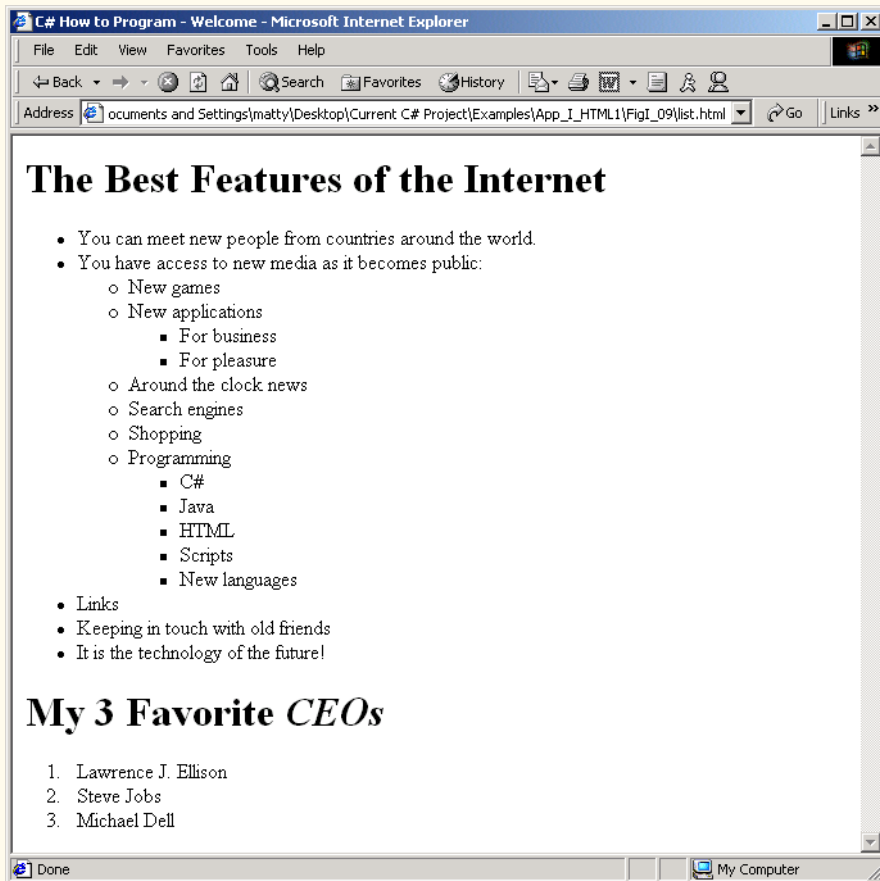 C# How to Program - Welcome - Microsoft Internet Explorer
File Edit View Favorites Tools Help
Back Search Favorites History
Address ocuments and Settings\matty\Desktop\Current C# Project\Examples\App_I_HTML1\FigI_09\list.html Go Links »
The Best Features of the Internet
• You can meet new people from countries around the world.
• You have access to new media as it becomes public:
o New games
o New applications
▪ For business
▪ For pleasure
o Around the clock news
o Search engines
o Shopping
o Programming
▪ C#
▪ Java
▪ HTML
▪ Scripts
▪ New languages
• Links
• Keeping in touch with old friends
• It is the technology of the future!
My 3 Favorite CEOs
1. Lawrence J. Ellison
2. Steve Jobs
3. Michael Dell
Done My Computer